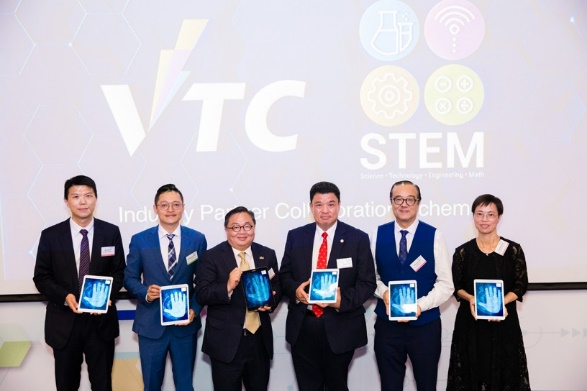 VTC
STEM
Science • Technology • Engineering • Math
Industry Partner Collaboration Scheme